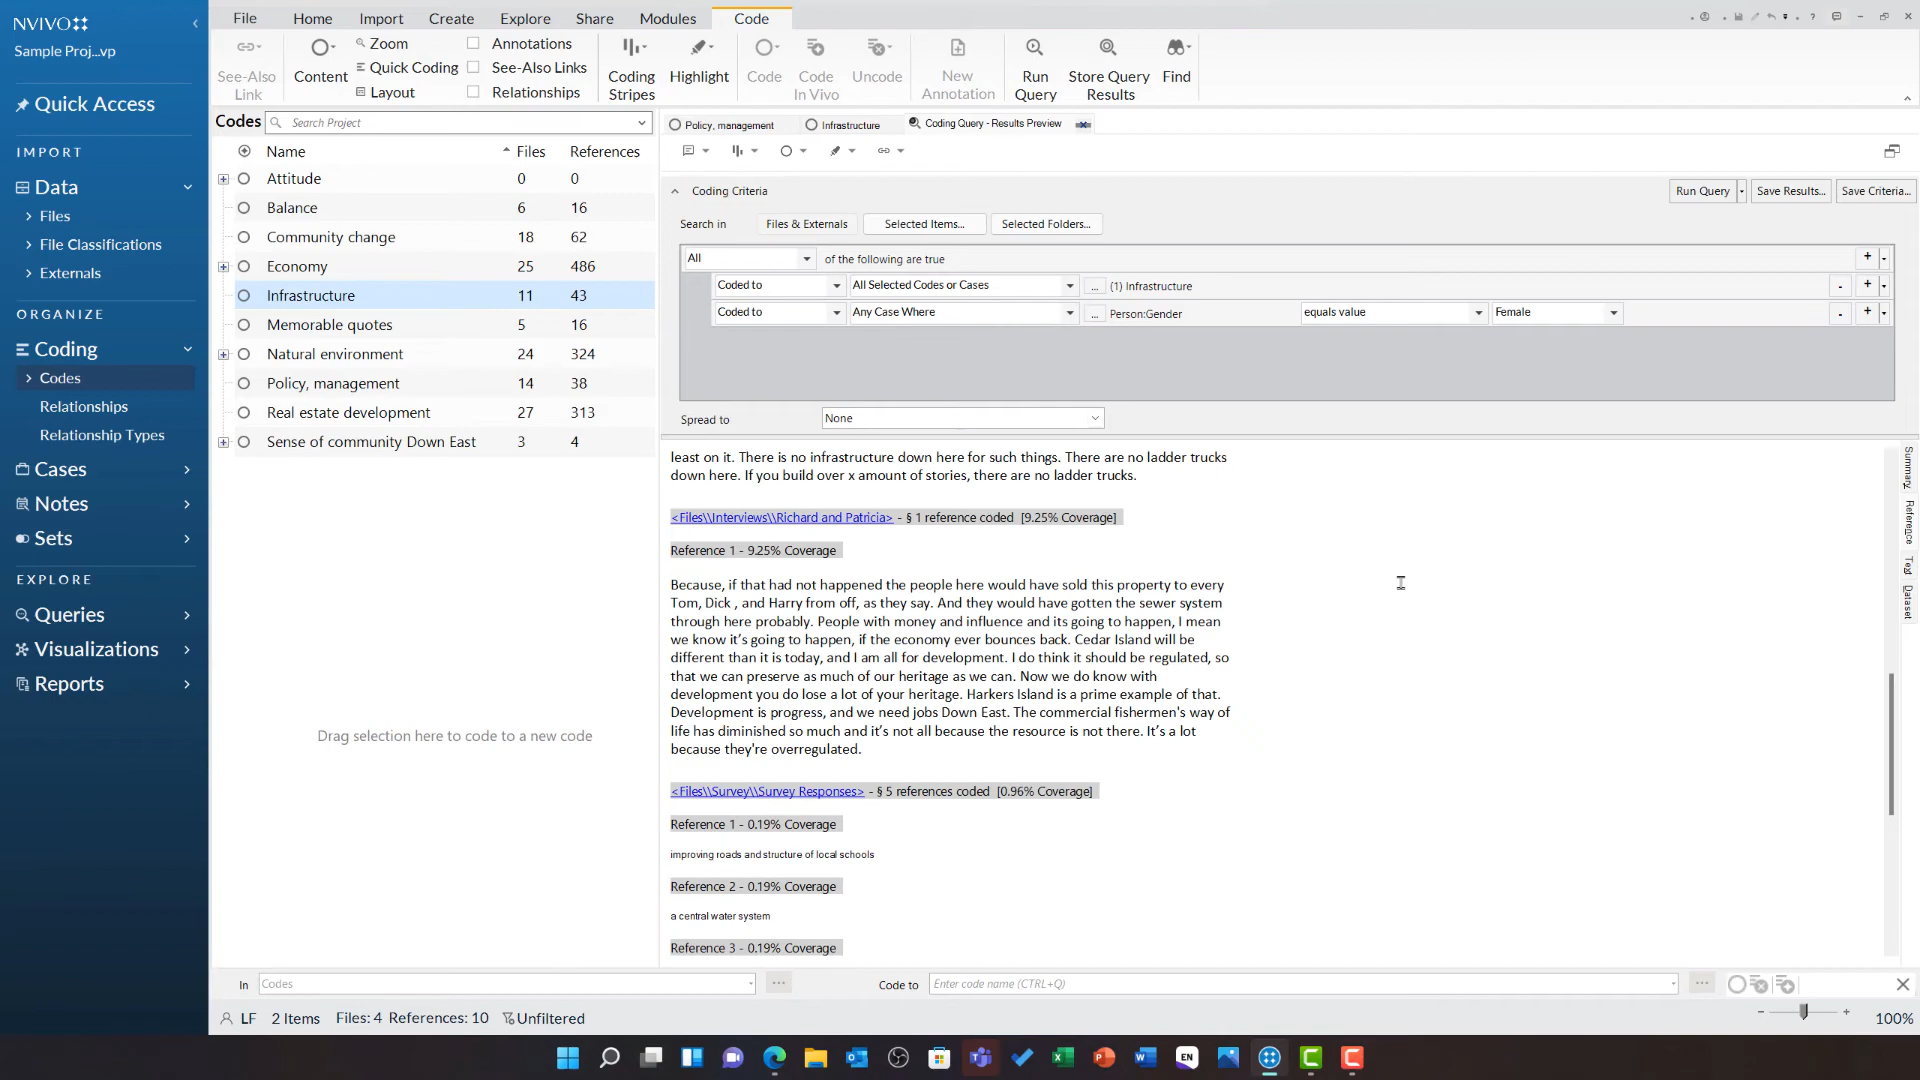 NVIVO
Sample Proj...vp
Quick Access
IMPORT
Data
Files
File Classifications
Externals
ORGANIZE
Coding
Codes
Relationships
Relationship Types
Cases
Notes
Sets
EXPLORE
Queries
Visualizations
Reports
File Home Import Create Explore Share Modules Code
See-Also Link
Content
Zoom
Quick Coding
Layout
Annotations
See-Also Links
Relationships
Coding Stripes
Highlight
Code
Code In Vivo
Uncode
New Annotation
Run Query
Store Query Results
Find
Codes Search Project
Name Files References
Attitude 0 0
Balance 6 16
Community change 18 62
Economy 25 486
Infrastructure 11 43
Memorable quotes 5 16
Natural environment 24 324
Policy, management 14 38
Real estate development 27 313
Sense of community Down East 3 4
Drag selection here to code to a new code
Policy, management Infrastructure Coding Query - Results Preview
Coding Criteria Run Query Save Results... Save Criteria...
Search in Files & Externals Selected Items... Selected Folders...
All of the following are true
Coded to All Selected Codes or Cases ... (1) Infrastructure
Coded to Any Case Where ... Person:Gender equals value Female
Spread to None
least on it. There is no infrastructure down here for such things. There are no ladder trucks
down here. If you build over x amount of stories, there are no ladder trucks.
<Files\\Interviews\\Richard and Patricia> - § 1 reference coded [9.25% Coverage]
Reference 1 - 9.25% Coverage
Because, if that had not happened the people here would have sold this property to every
Tom, Dick , and Harry from off, as they say. And they would have gotten the sewer system
through here probably. People with money and influence and its going to happen, I mean
we know it's going to happen, if the economy ever bounces back. Cedar Island will be
different than it is today, and I am all for development. I do think it should be regulated, so
that we can preserve as much of our heritage as we can. Now we do know with
development you do lose a lot of your heritage. Harkers Island is a prime example of that.
Development is progress, and we need jobs Down East. The commercial fishermen's way of
life has diminished so much and it's not all because the resource is not there. It's a lot
because they're overregulated.
<Files\\Survey\\Survey Responses> - § 5 references coded [0.96% Coverage]
Reference 1 - 0.19% Coverage
improving roads and structure of local schools
Reference 2 - 0.19% Coverage
a central water system
Reference 3 - 0.19% Coverage
Summary
Reference
Text
Dataset
In Codes ... Code to Enter code name (CTRL+Q) ...
LF 2 Items Files: 4 References: 10 Unfiltered 100%
EN